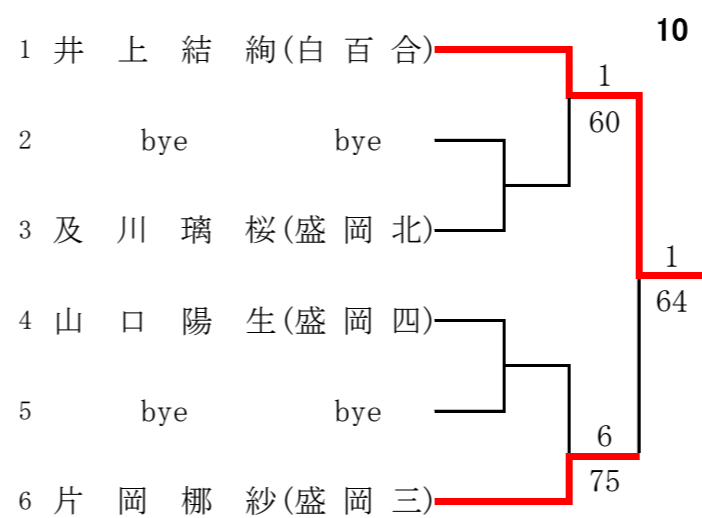 10
1 井上結絢(白百合)
1
60
2 bye bye
3 及川璃桜(盛岡北)
1
64
4 山口陽生(盛岡四)
5 bye bye
6
75
6 片岡梛紗(盛岡三)